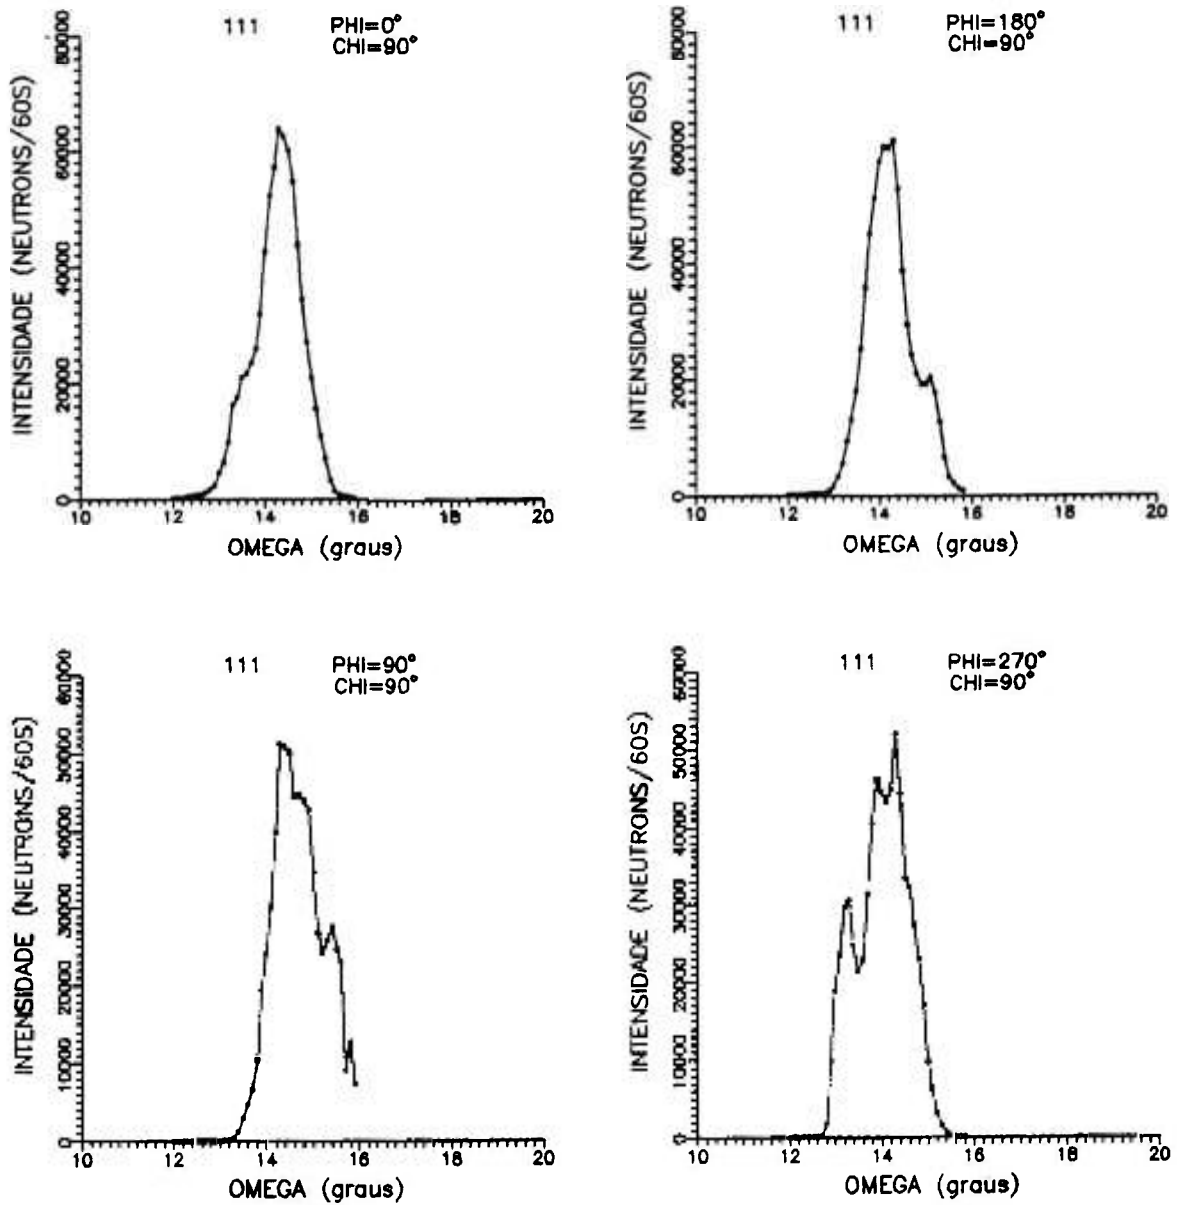 111 PHI=0°
CHI=90°
INTENSIDADE (NEUTRONS/60S)
80000
60000
40000
20000
0
10 12 14 16 18 20
OMEGA (graus)
111 PHI=180°
CHI=90°
INTENSIDADE (NEUTRONS/60S)
80000
60000
40000
20000
0
10 12 14 16 18 20
OMEGA (graus)
111 PHI=90°
CHI=90°
INTENSIDADE (NEUTRONS/60S)
60000
50000
40000
30000
20000
10000
0
10 12 14 16 18 20
OMEGA (graus)
111 PHI=270°
CHI=90°
INTENSIDADE (NEUTRONS/60S)
60000
50000
40000
30000
20000
10000
0
10 12 14 16 18 20
OMEGA (graus)